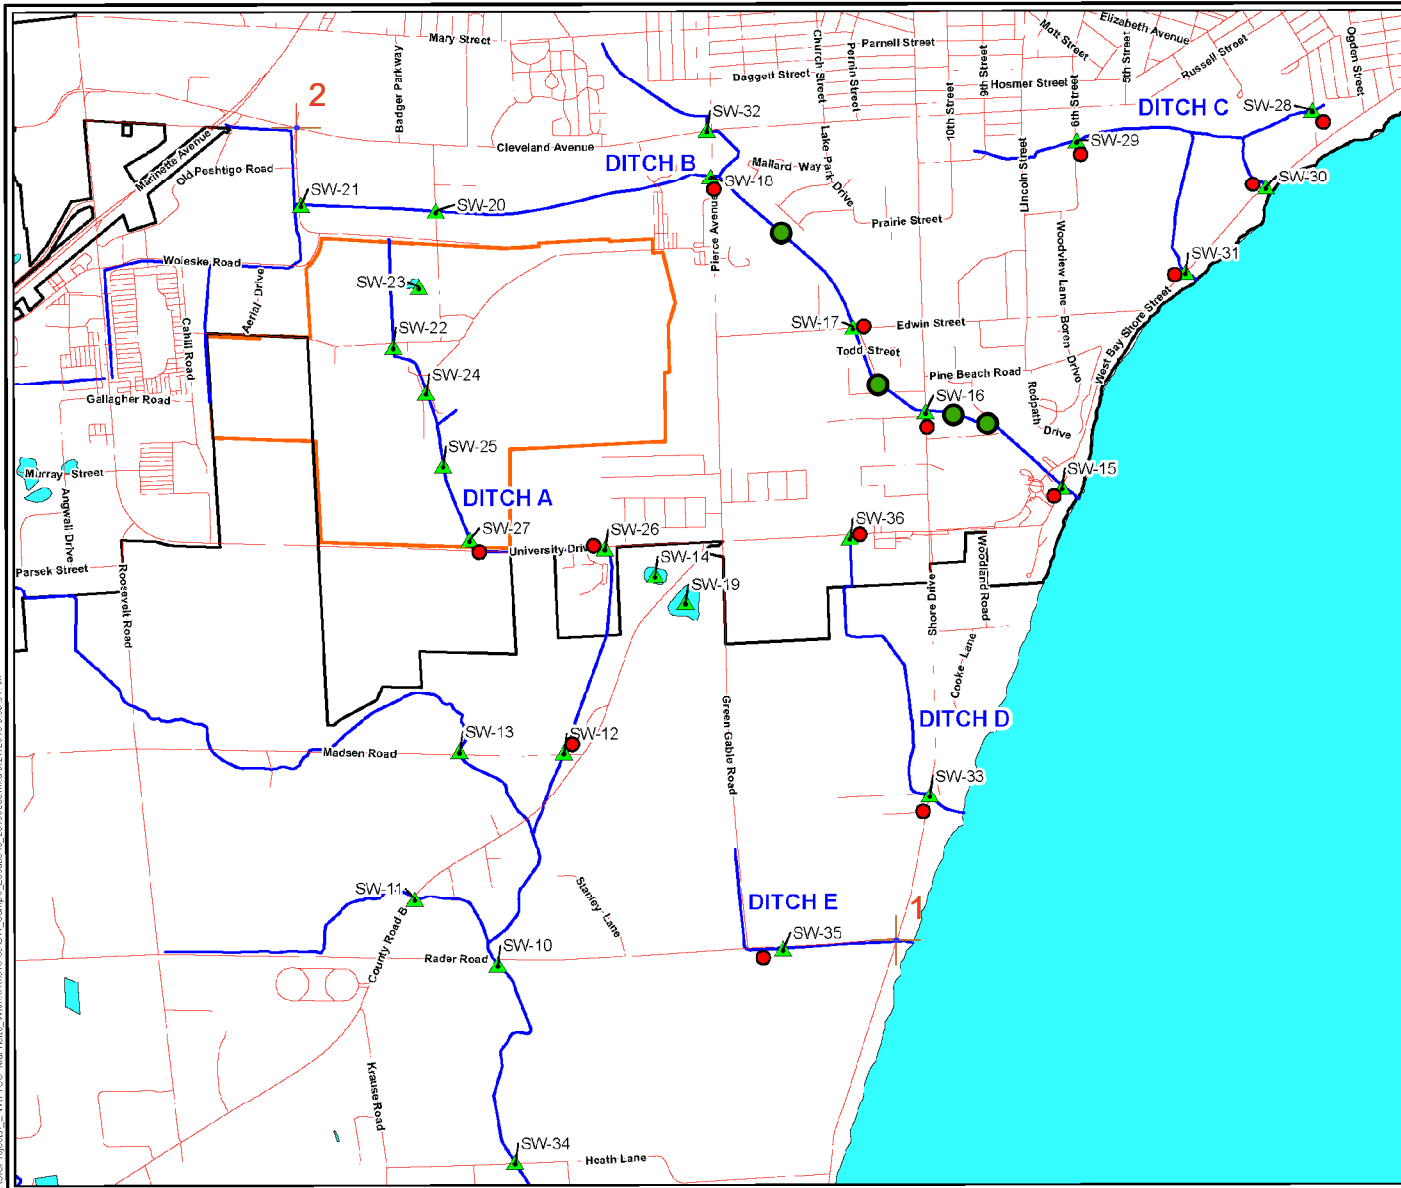 Mary Street
Badger Parkway
2
Cleveland Avenue
Marinette Avenue
Old Peshtigo Road
Church Street
Pernin Street
Parnell Street
Daggett Street
10th Street
9th Street
Hosmer Street
Mott Street
Elizabeth Avenue
5th Street
Russell Street
Ogden Street
6th Street
DITCH C
SW-28
SW-29
SW-30
SW-31
SW-32
DITCH B
SW-18
Mallard Way
Lake Park Drive
Prairie Street
Lincoln Street
Woodview Lane
Boren Drive
West Bay Shore Street
Pierce Avenue
SW-21
SW-20
Woleske Road
Aerial Drive
Cahill Road
SW-23
SW-22
SW-24
SW-25
DITCH A
SW-27
University Drive
SW-26
SW-14
SW-19
SW-17
Edwin Street
Todd Street
Pine Beach Road
SW-16
Rodpath Drive
SW-15
SW-36
Woodland Road
Shore Drive
Cooke Lane
Gallagher Road
Murray Street
Angwall Drive
Parsek Street
Roosevelt Road
Madsen Road
SW-13
SW-12
Green Gable Road
DITCH D
SW-33
SW-11
County Road B
Stanley Lane
DITCH E
1
SW-35
SW-10
Rader Road
Krause Road
SW-34
Heath Lane